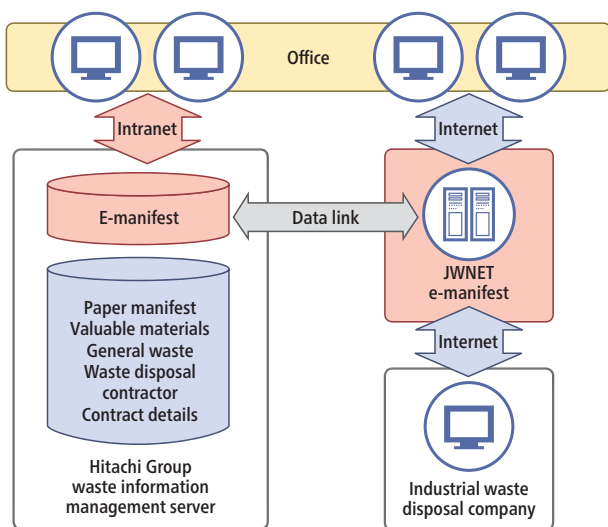 Office
Intranet
Internet
E-manifest
Data link
JWNET
e-manifest
Paper manifest
Valuable materials
General waste
Waste disposal
contractor
Contract details
Internet
Hitachi Group
waste information
management server
Industrial waste
disposal company